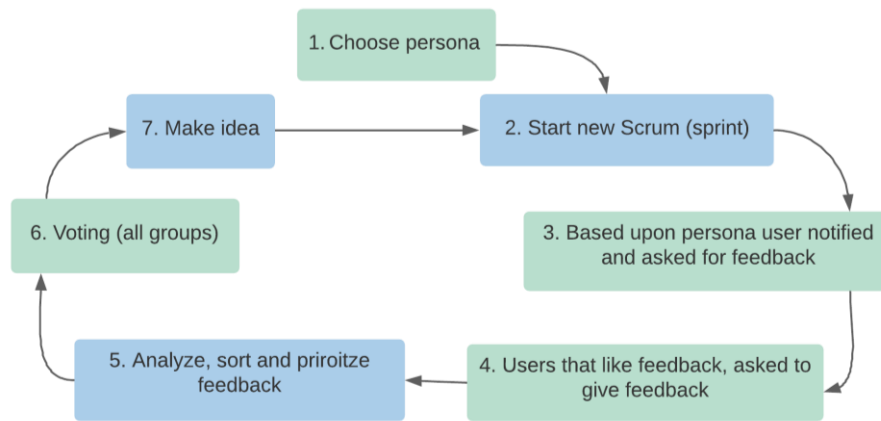 1. Choose persona
7. Make idea
2. Start new Scrum (sprint)
6. Voting (all groups)
3. Based upon persona user notified
and asked for feedback
5. Analyze, sort and priroitze
feedback
4. Users that like feedback, asked to
give feedback